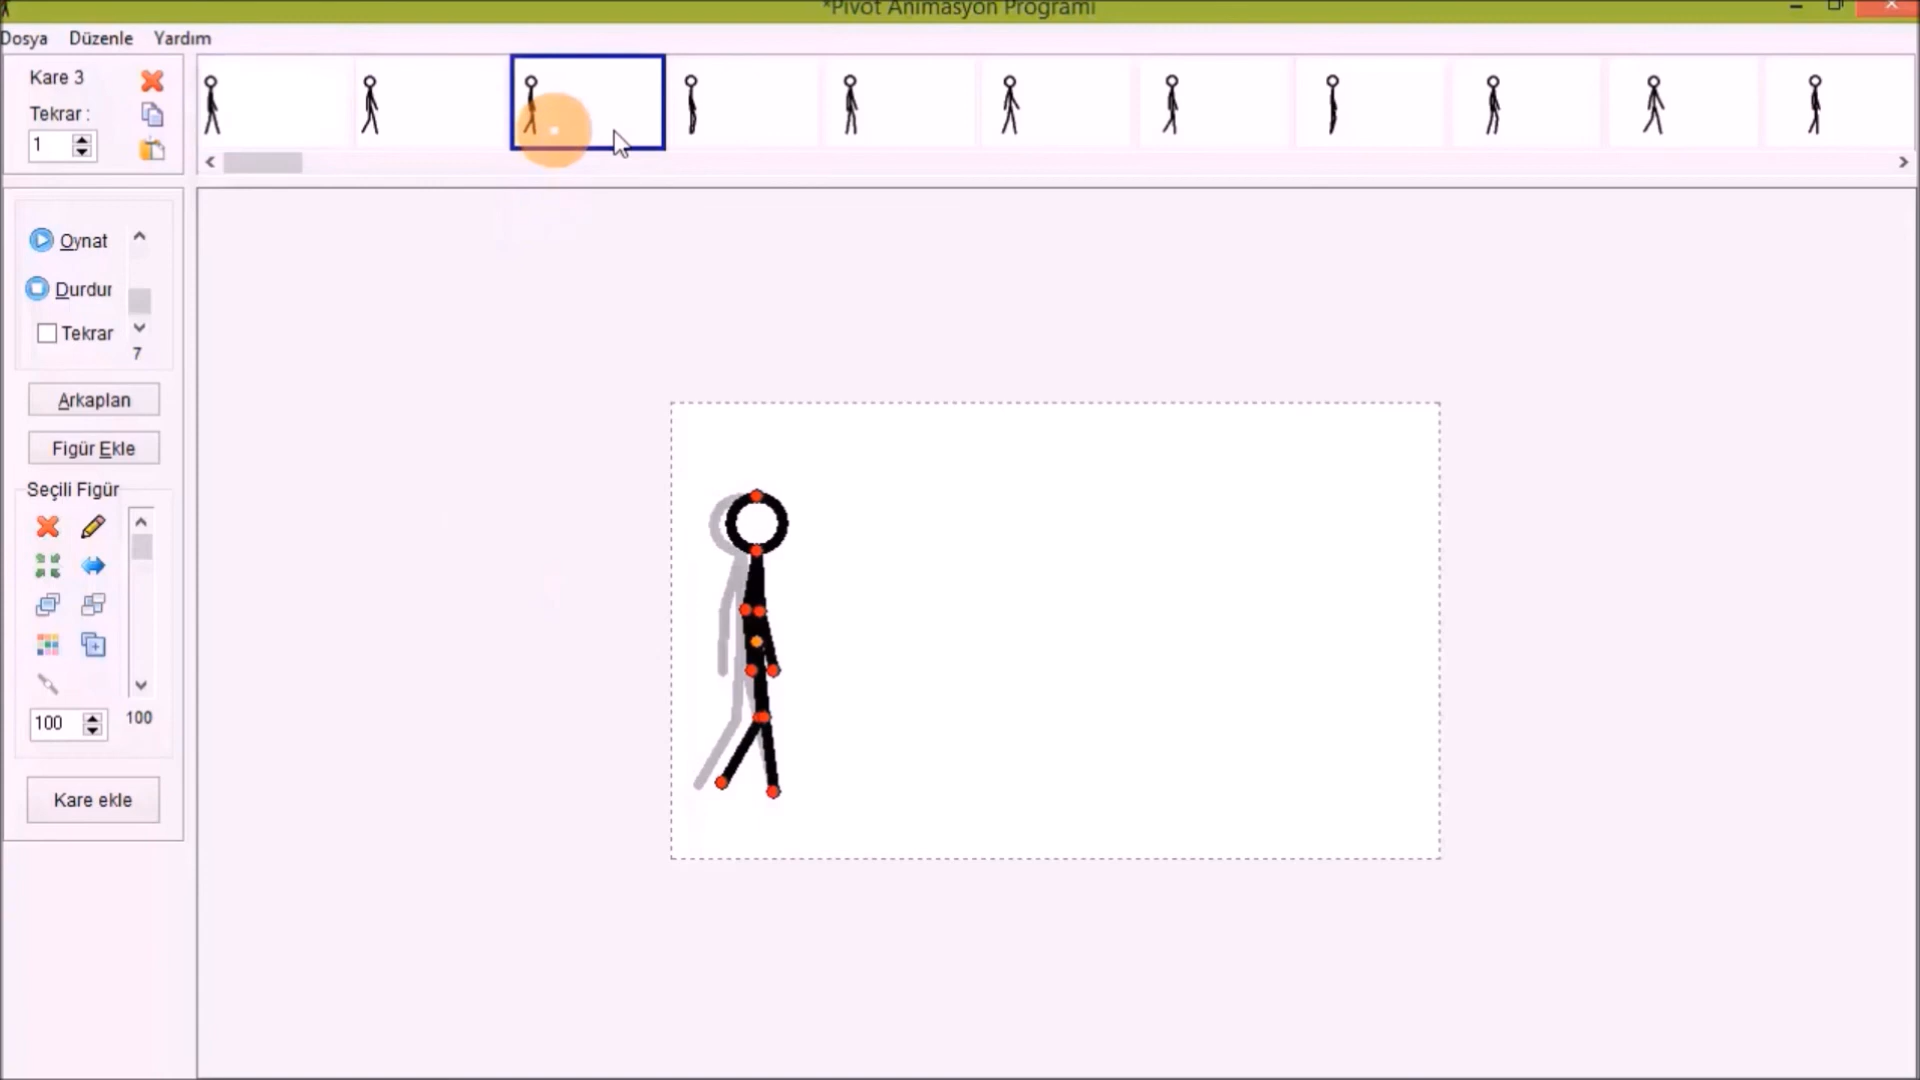 *Pivot Animasyon Programı
Dosya Düzenle Yardım
Kare 3
Tekrar :
1
Oynat
Durdur
Tekrar
7
Arkaplan
Figür Ekle
Seçili Figür
100
100
Kare ekle